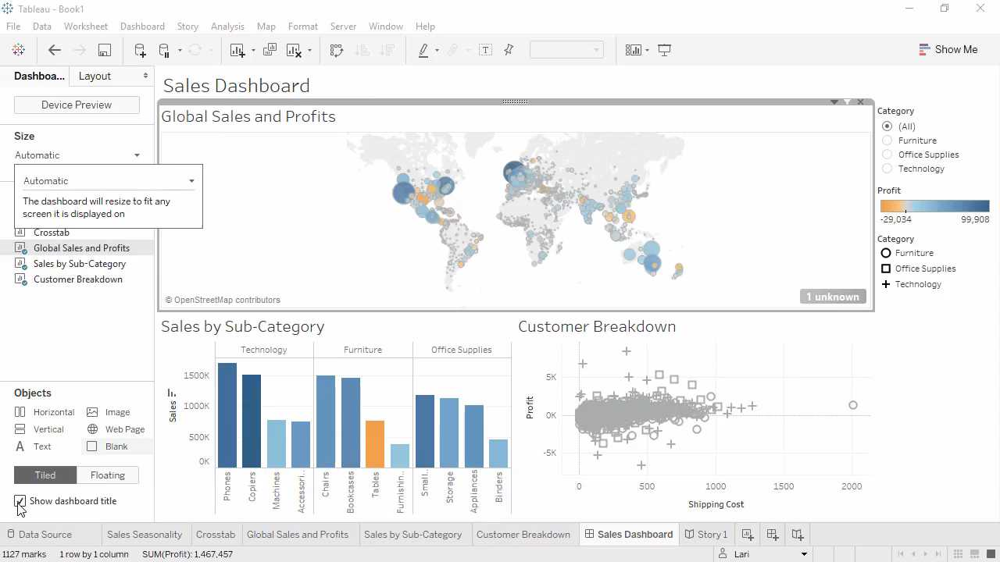 Tableau - Book1
File Data Worksheet Dashboard Story Analysis Map Format Server Window Help
Show Me
Dashboa... Layout
Device Preview
Size
Automatic
Automatic
The dashboard will resize to fit any
screen it is displayed on
Crosstab
Global Sales and Profits
Sales by Sub-Category
Customer Breakdown
Objects
Horizontal Image
Vertical Web Page
Text Blank
Tiled Floating
Show dashboard title
Sales Dashboard
Global Sales and Profits
© OpenStreetMap contributors
1 unknown
Category
(All)
Furniture
Office Supplies
Technology
Profit
-29,034 99,908
Category
Furniture
Office Supplies
Technology
Sales by Sub-Category
Technology Furniture Office Supplies
1500K
1000K
500K
0K
Sales
Phones
Copiers
Machines
Accessori..
Chairs
Bookcases
Tables
Furnishin..
Small..
Storage
Appliances
Binders
Customer Breakdown
Profit
5K
0K
-5K
0 500 1000 1500 2000
Shipping Cost
Data Source Sales Seasonality Crosstab Global Sales and Profits Sales by Sub-Category Customer Breakdown Sales Dashboard Story 1
1127 marks 1 row by 1 column SUM(Profit): 1,467,457 Lari